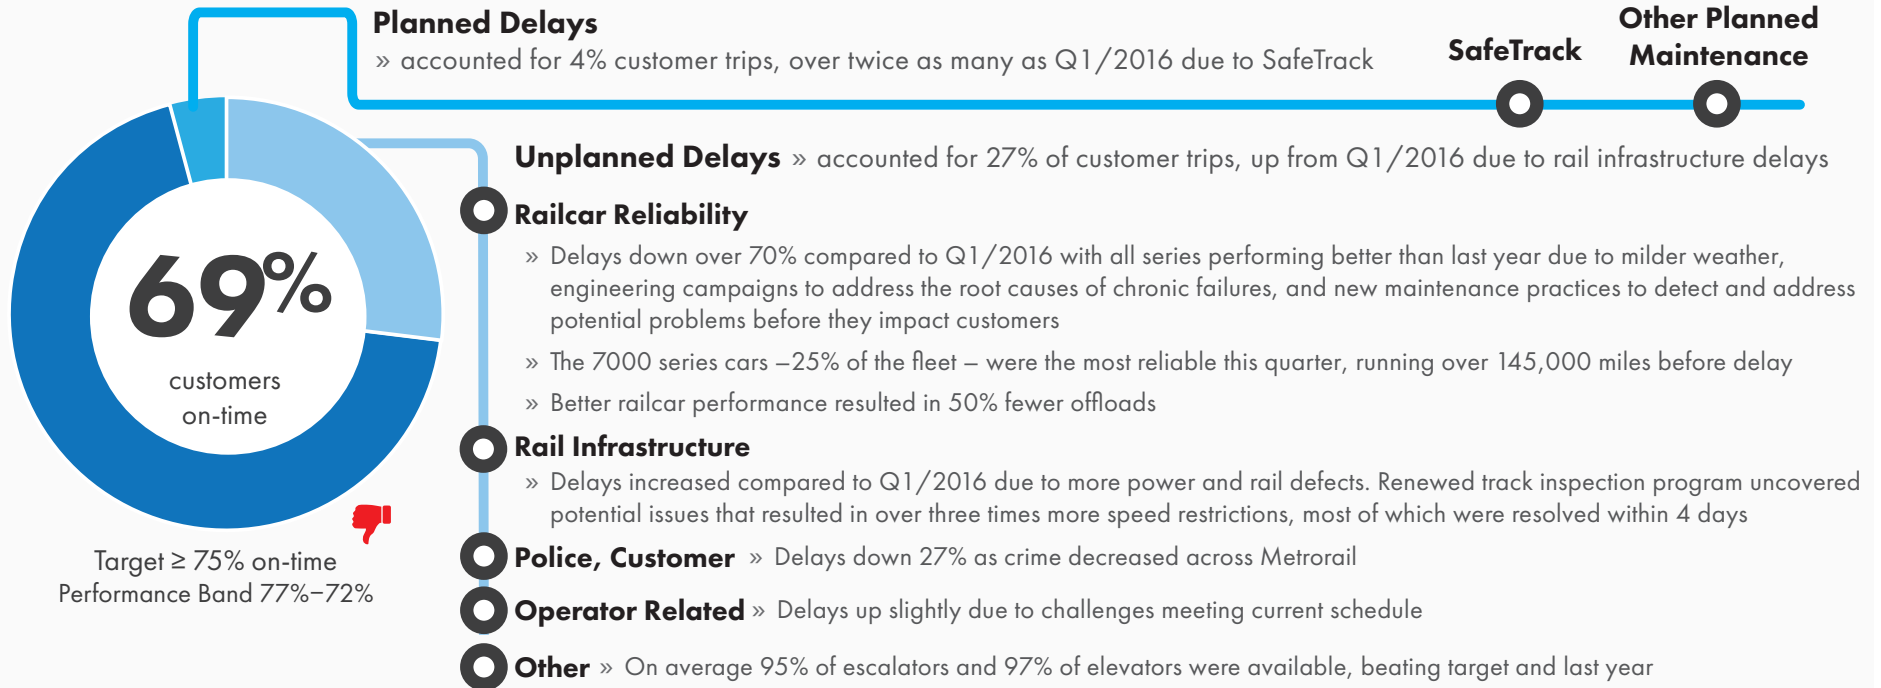 Planned Delays
» accounted for 4% customer trips, over twice as many as Q1/2016 due to SafeTrack
SafeTrack
Other Planned
Maintenance
69%
customers
on-time
Target ≥ 75% on-time
Performance Band 77%–72%
Unplanned Delays » accounted for 27% of customer trips, up from Q1/2016 due to rail infrastructure delays
Railcar Reliability
» Delays down over 70% compared to Q1/2016 with all series performing better than last year due to milder weather,
engineering campaigns to address the root causes of chronic failures, and new maintenance practices to detect and address
potential problems before they impact customers
» The 7000 series cars –25% of the fleet – were the most reliable this quarter, running over 145,000 miles before delay
» Better railcar performance resulted in 50% fewer offloads
Rail Infrastructure
» Delays increased compared to Q1/2016 due to more power and rail defects. Renewed track inspection program uncovered
potential issues that resulted in over three times more speed restrictions, most of which were resolved within 4 days
Police, Customer » Delays down 27% as crime decreased across Metrorail
Operator Related » Delays up slightly due to challenges meeting current schedule
Other » On average 95% of escalators and 97% of elevators were available, beating target and last year